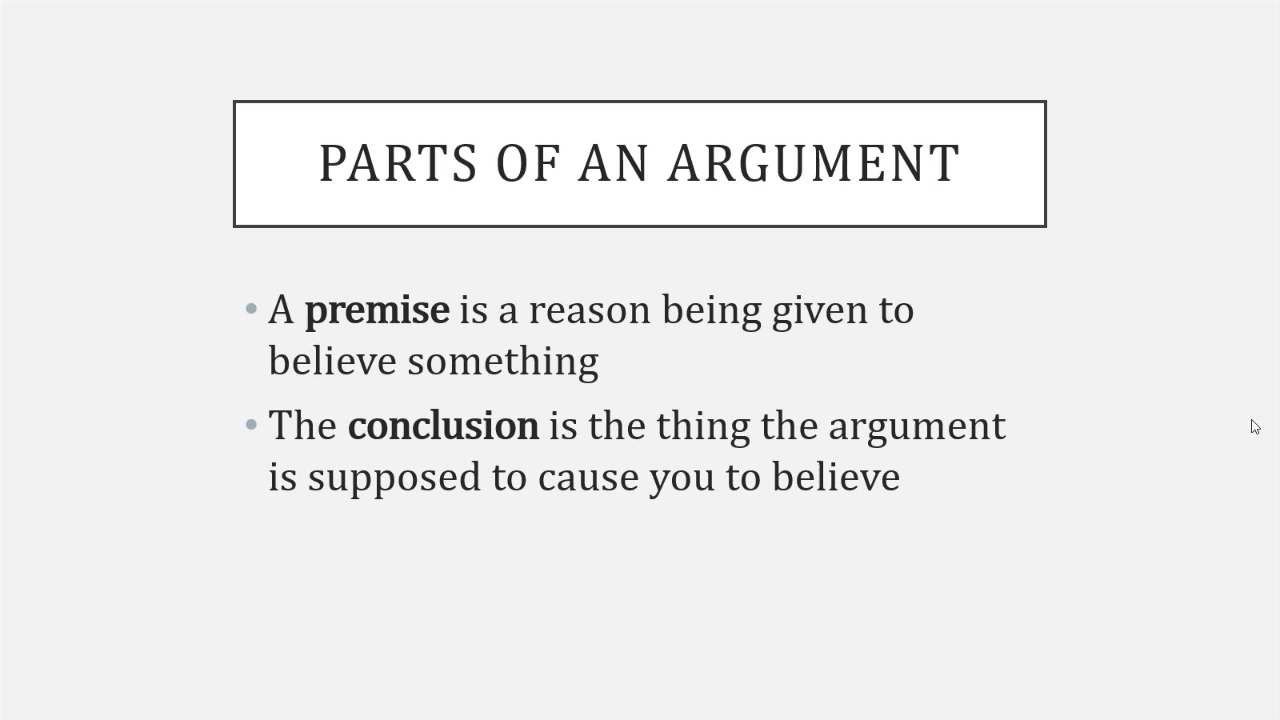 PARTS OF AN ARGUMENT
• A premise is a reason being given to
believe something
• The conclusion is the thing the argument
is supposed to cause you to believe